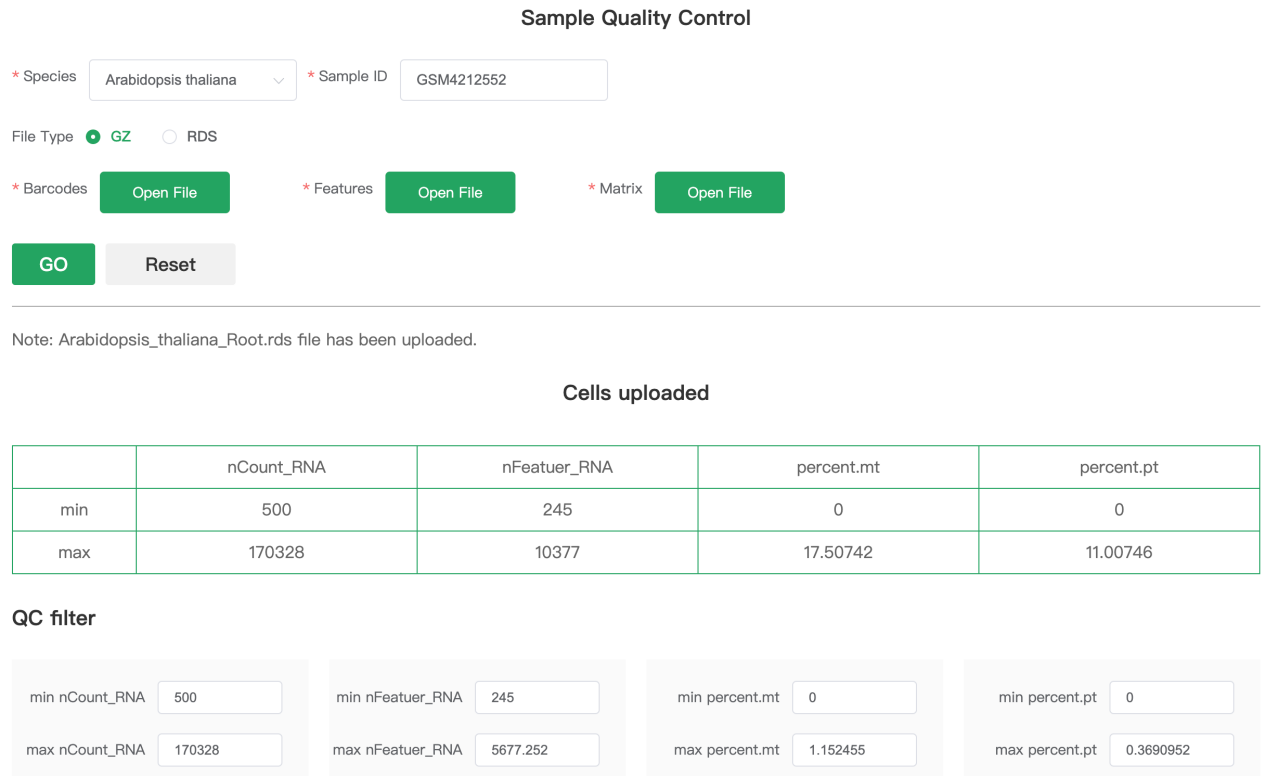 Sample Quality Control
* Species Arabidopsis thaliana * Sample ID GSM4212552
File Type GZ RDS
* Barcodes Open File * Features Open File * Matrix Open File
GO Reset
Note: Arabidopsis_thaliana_Root.rds file has been uploaded.
Cells uploaded
nCount_RNA nFeatuer_RNA percent.mt percent.pt
min 500 245 0 0
max 170328 10377 17.50742 11.00746
QC filter
min nCount_RNA 500 min nFeatuer_RNA 245 min percent.mt 0 min percent.pt 0
max nCount_RNA 170328 max nFeatuer_RNA 5677.252 max percent.mt 1.152455 max percent.pt 0.3690952